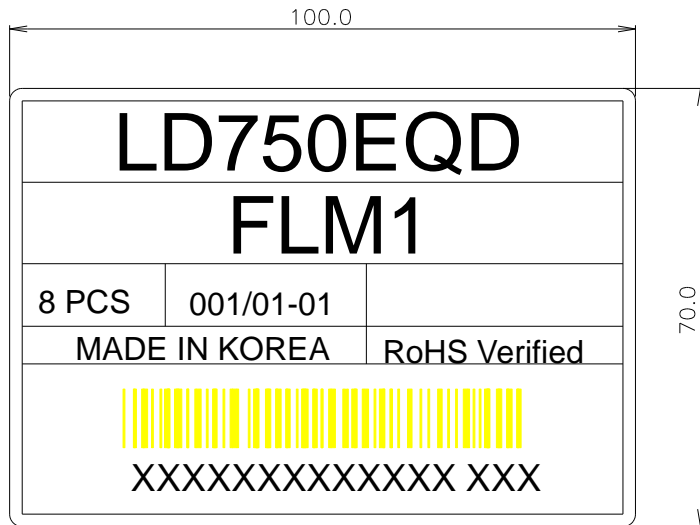 100.0
LD750EQD
FLM1
8 PCS 001/01-01
MADE IN KOREA RoHS Verified
XXXXXXXXXXXXX XXX
70.0